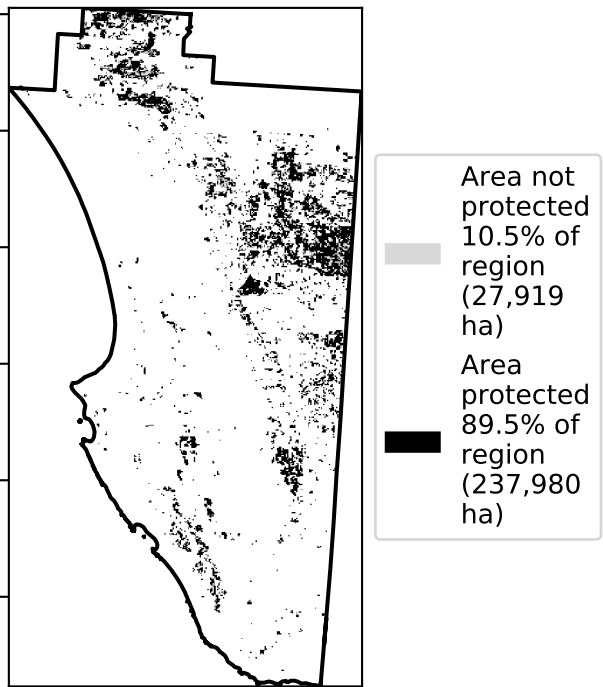 Area not
protected
10.5% of
region
(27,919
ha)
Area
protected
89.5% of
region
(237,980
ha)